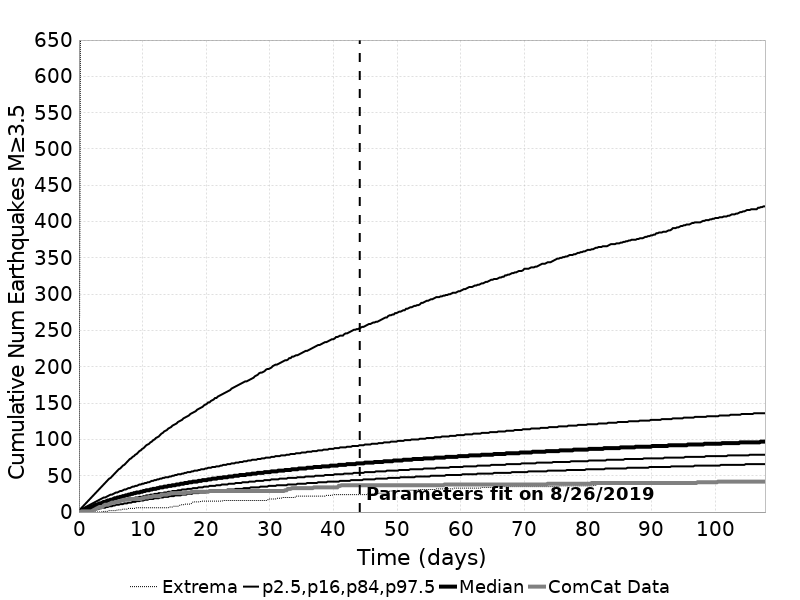 Cumulative Num Earthquakes M≥3.5
650
600
550
500
450
400
350
300
250
200
150
100
50
0
Parameters fit on 8/26/2019
0 10 20 30 40 50 60 70 80 90 100
Time (days)
Extrema p2.5,p16,p84,p97.5 Median ComCat Data